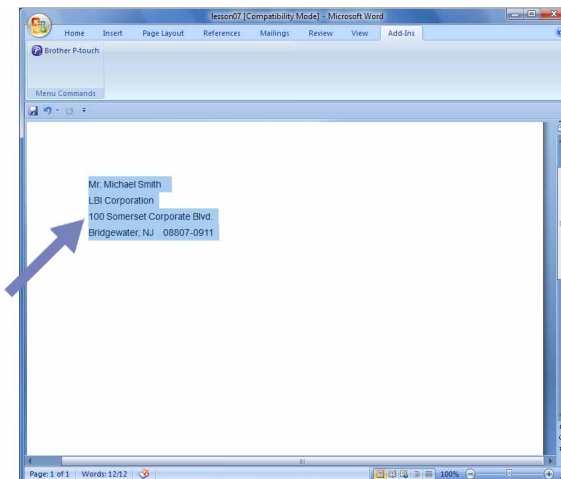 lesson07 [Compatibility Mode] - Microsoft Word
Home Insert Page Layout References Mailings Review View Add-Ins
Brother P-touch
Menu Commands
Mr. Michael Smith
LBI Corporation
100 Somerset Corporate Blvd.
Bridgewater, NJ 08807-0911
Page: 1 of 1 Words: 12/12 100%